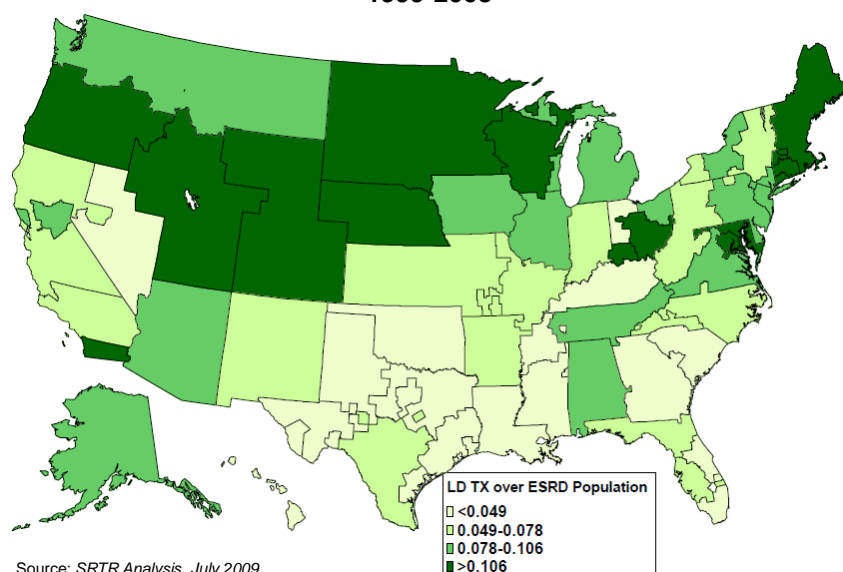 LD TX over ESRD Population
<0.049
0.049-0.078
0.078-0.106
>0.106
Source: SRTR Analysis, July 2009